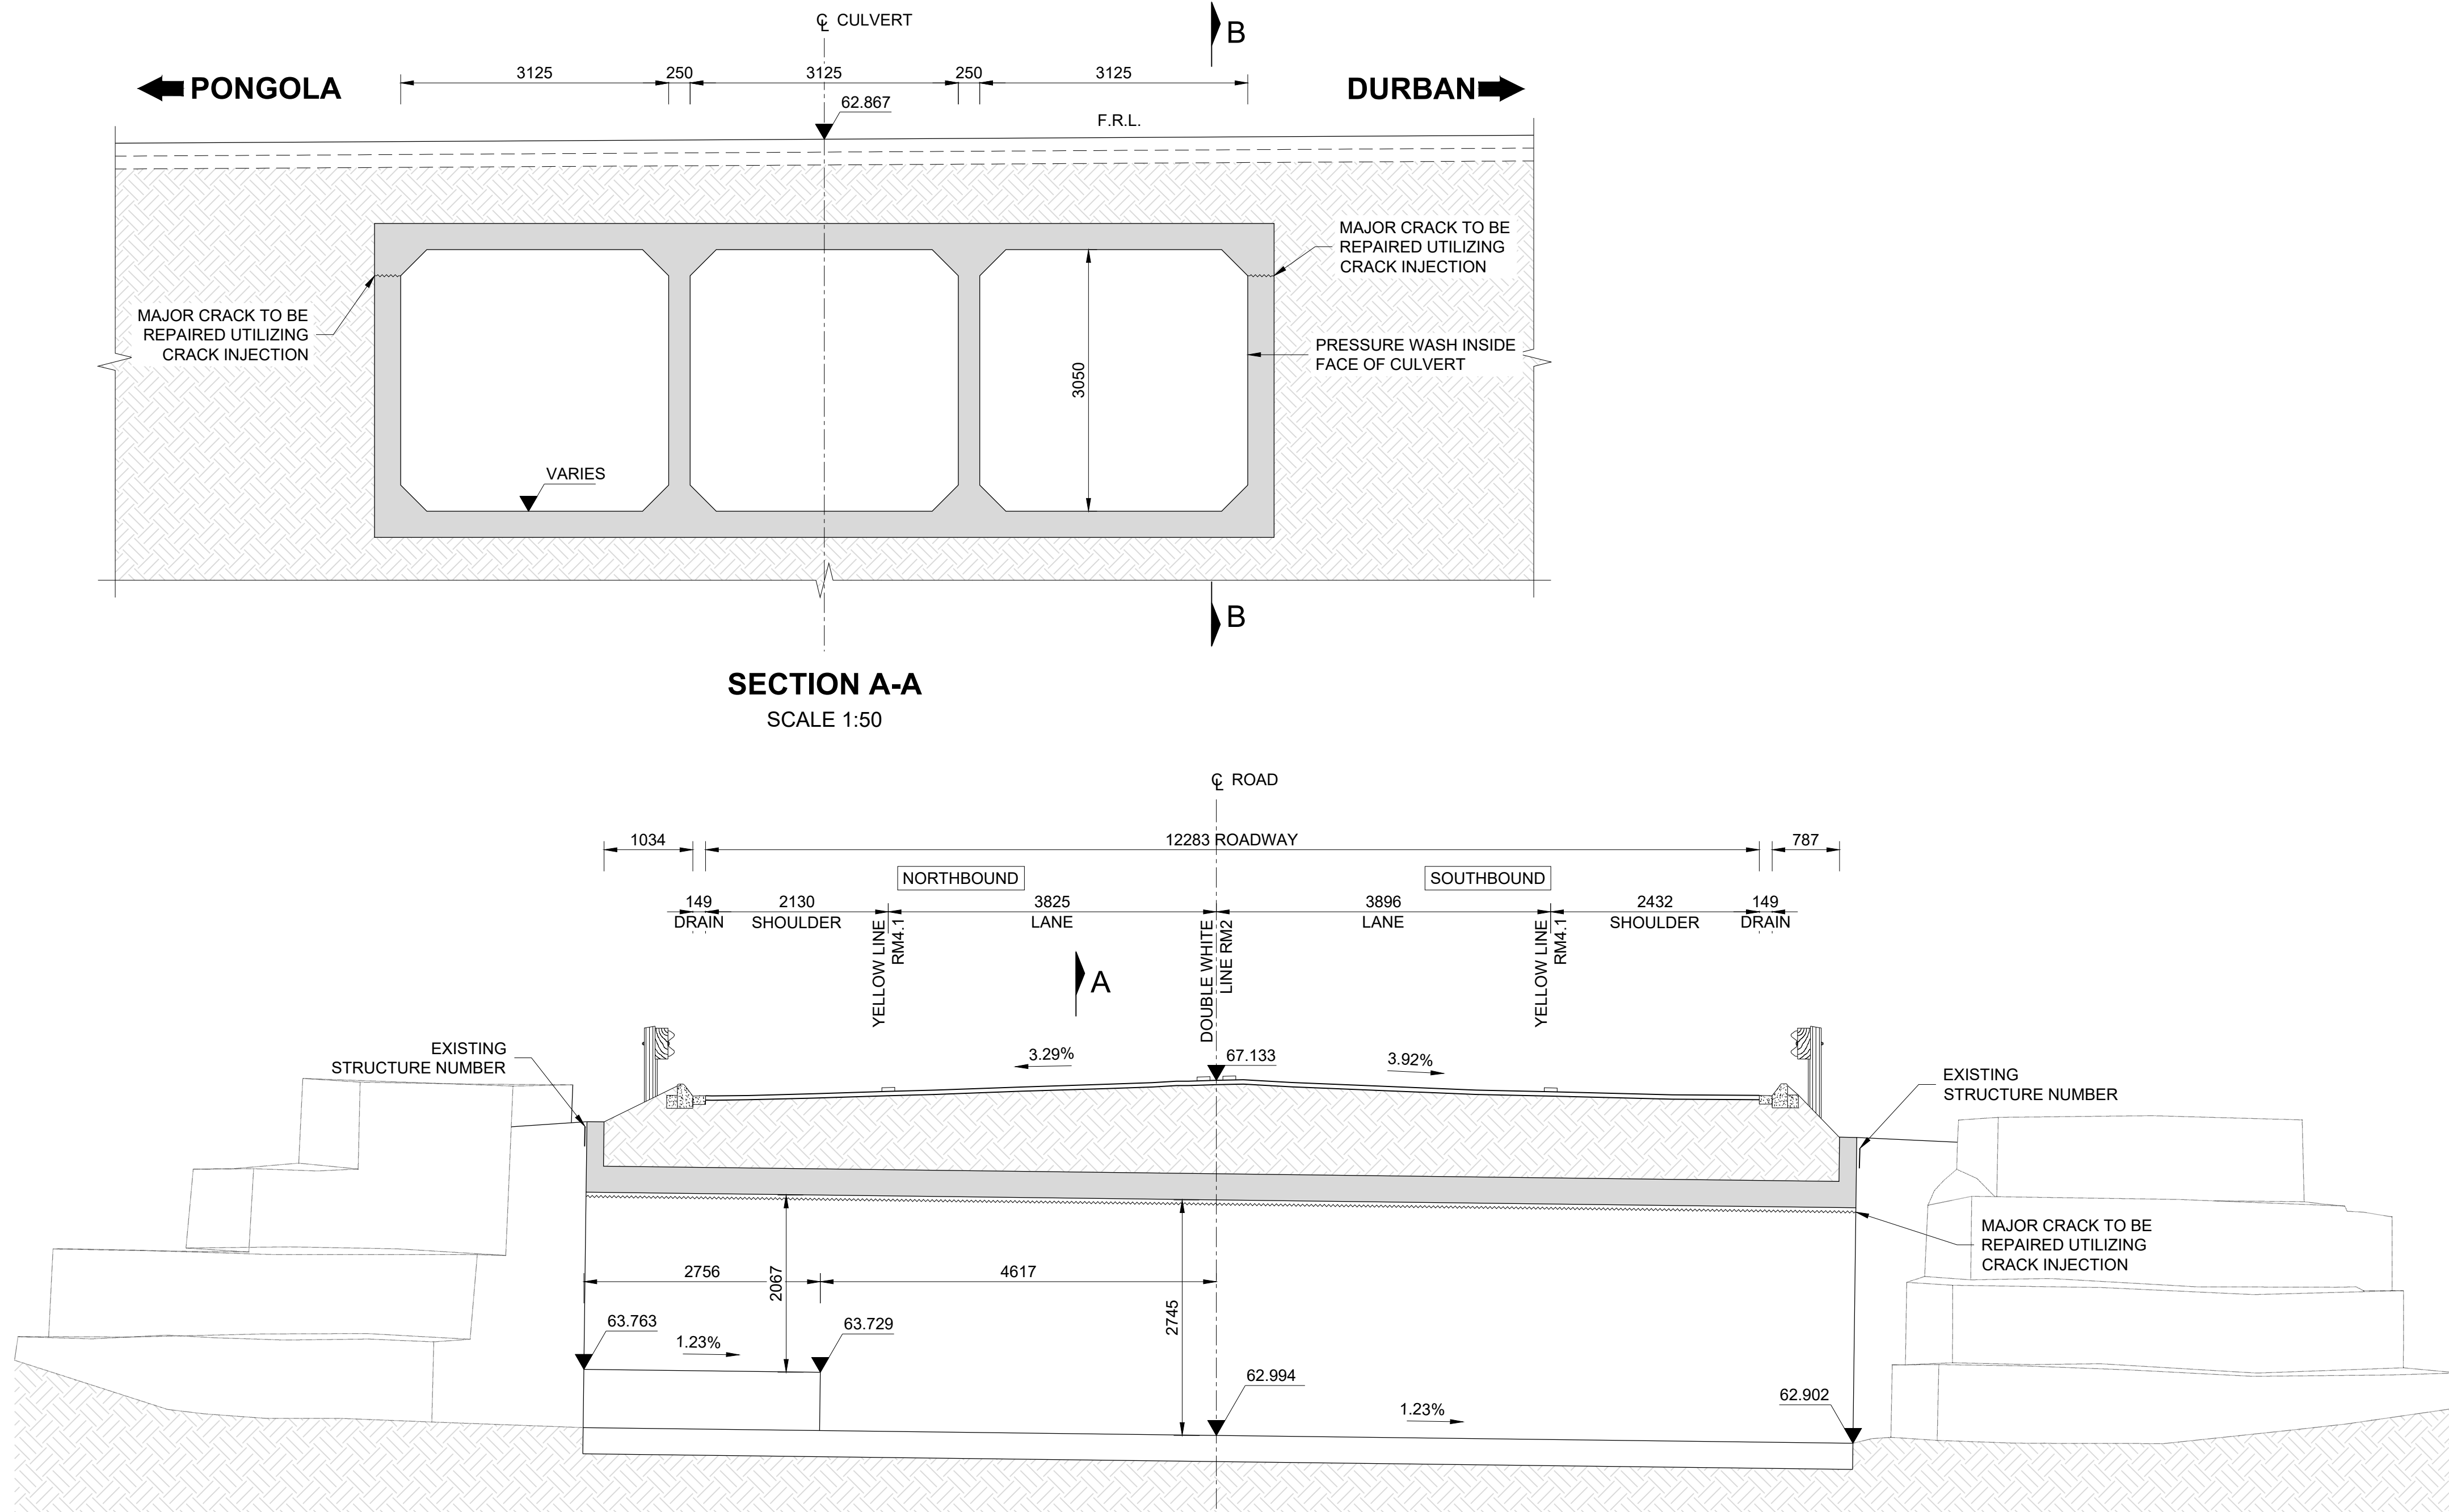 ℄ CULVERT
B
PONGOLA
3125
250
3125
250
3125
DURBAN
62.867
F.R.L.
MAJOR CRACK TO BE
REPAIRED UTILIZING
CRACK INJECTION
MAJOR CRACK TO BE
REPAIRED UTILIZING
CRACK INJECTION
PRESSURE WASH INSIDE
FACE OF CULVERT
3050
VARIES
B
SECTION A-A
SCALE 1:50
℄ ROAD
1034
12283 ROADWAY
787
NORTHBOUND
SOUTHBOUND
149
DRAIN
2130
SHOULDER
3825
LANE
3896
LANE
2432
SHOULDER
149
DRAIN
YELLOW LINE
RM4.1
DOUBLE WHITE
LINE RM2
YELLOW LINE
RM4.1
A
EXISTING
STRUCTURE NUMBER
3.29%
67.133
3.92%
EXISTING
STRUCTURE NUMBER
MAJOR CRACK TO BE
REPAIRED UTILIZING
CRACK INJECTION
2756
2067
4617
2745
63.763
1.23%
63.729
62.994
1.23%
62.902